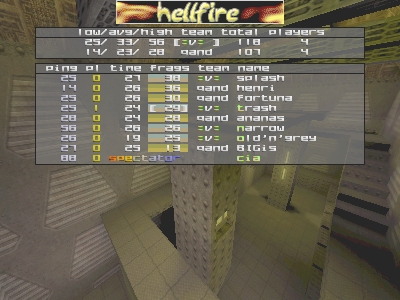 hellfire
low/avg/high team total players
25/ 33/ 56 [:v: ] 118 4
14/ 23/ 28 qand 107 4
ping pl time frags team name
25 0 27 38 :v: splash
14 0 26 36 qand henri
25 0 26 30 qand fortuna
25 1 24 [ 29] :v: trash
28 0 24 28 qand ananas
56 0 26 26 :v: narrow
26 0 19 25 :v: old'n'grey
27 0 25 13 qand B[Gis
88 0 spectator cia